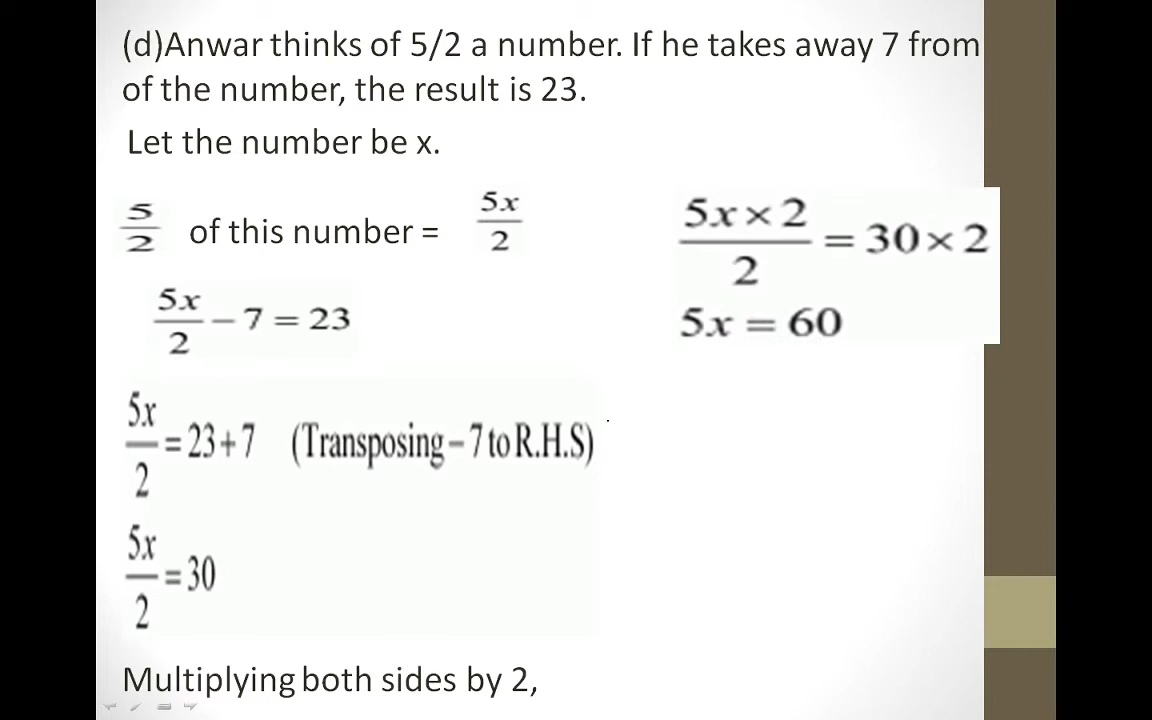 (d)Anwar thinks of 5/2 a number. If he takes away 7 from
of the number, the result is 23.
Let the number be x.
5/2 of this number = 5x/2
5x/2 − 7 = 23
5x/2 = 23+7 (Transposing − 7 to R.H.S)
5x/2 = 30
Multiplying both sides by 2,
5x × 2/2 = 30 × 2
5x = 60